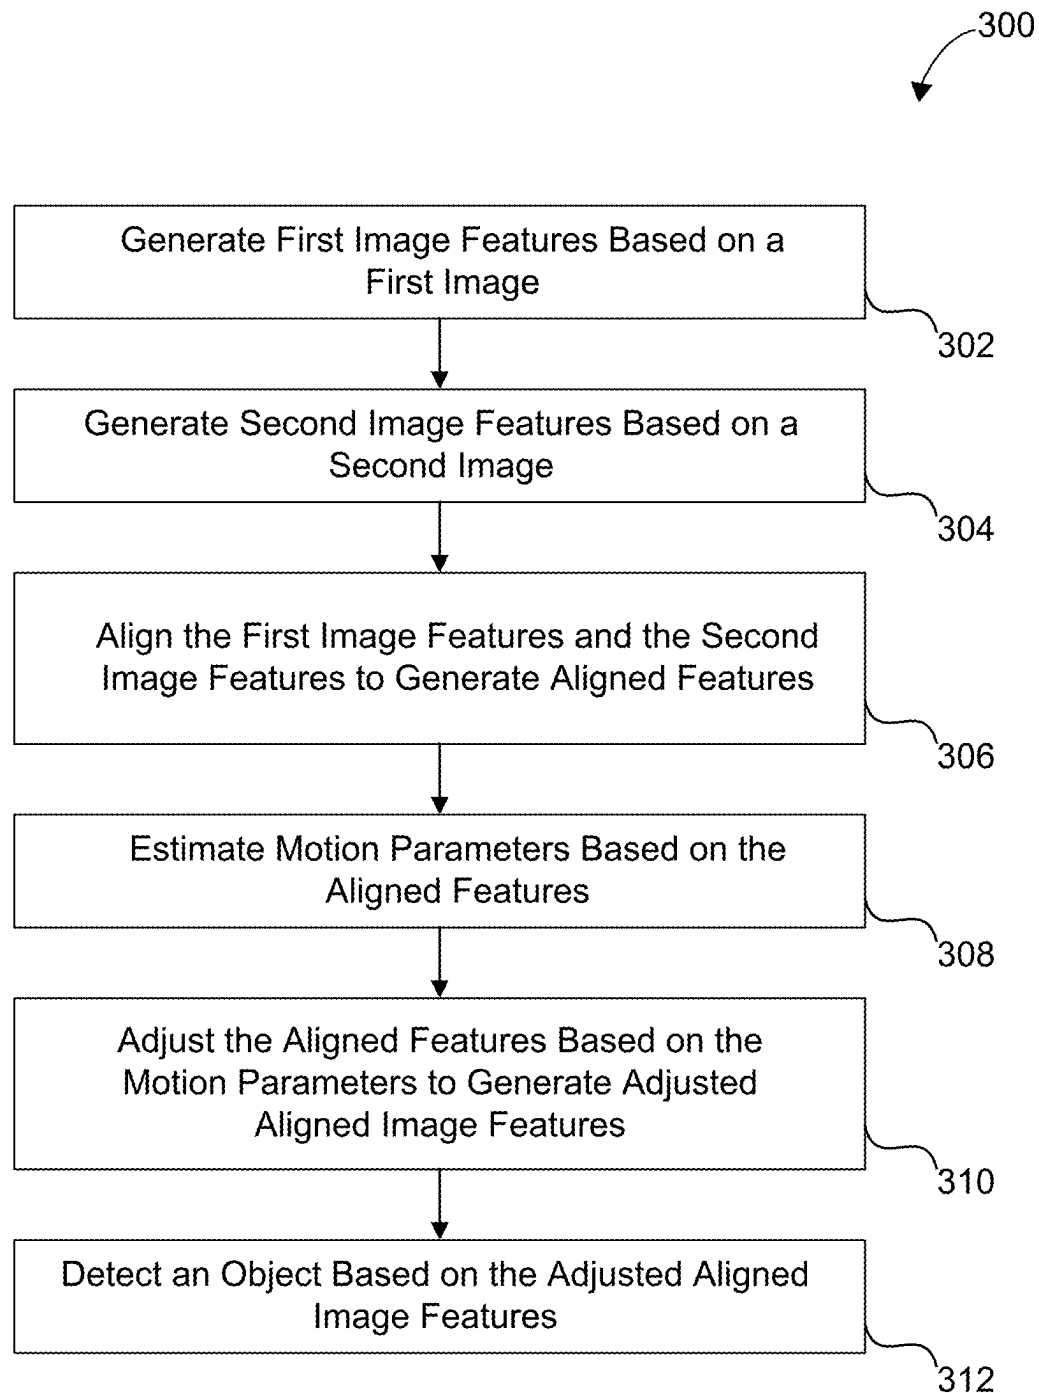 300
Generate First Image Features Based on a
First Image
302
Generate Second Image Features Based on a
Second Image
304
Align the First Image Features and the Second
Image Features to Generate Aligned Features
306
Estimate Motion Parameters Based on the
Aligned Features
308
Adjust the Aligned Features Based on the
Motion Parameters to Generate Adjusted
Aligned Image Features
310
Detect an Object Based on the Adjusted Aligned
Image Features
312